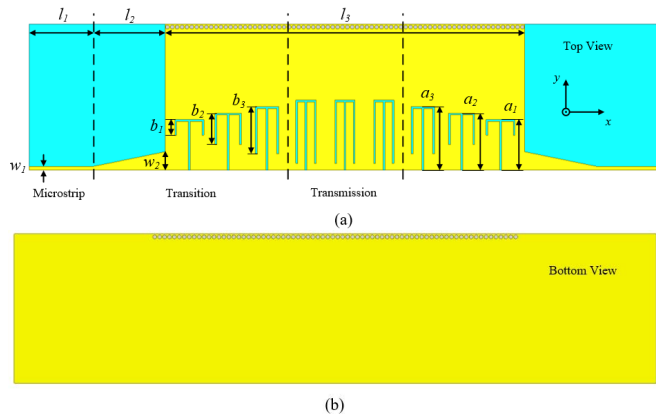 l₁ l₂ l₃
Top View
b₁ b₂ b₃ a₃ a₂ a₁
y
x
w₁ w₂
Microstrip Transition Transmission
(a)
Bottom View
(b)